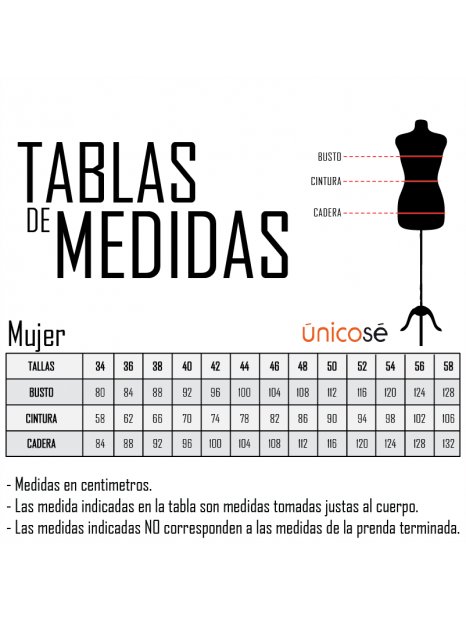 TABLAS
DE MEDIDAS
BUSTO
CINTURA
CADERA
Mujer
únicosé
TALLAS 34 36 38 40 42 44 46 48 50 52 54 56 58
BUSTO 80 84 88 92 96 100 104 108 112 116 120 124 128
CINTURA 58 62 66 70 74 78 82 86 90 94 98 102 106
CADERA 84 88 92 96 100 104 108 112 116 120 124 128 132
- Medidas en centimetros.
- Las medida indicadas en la tabla son medidas tomadas justas al cuerpo.
- Las medidas indicadas NO corresponden a las medidas de la prenda terminada.